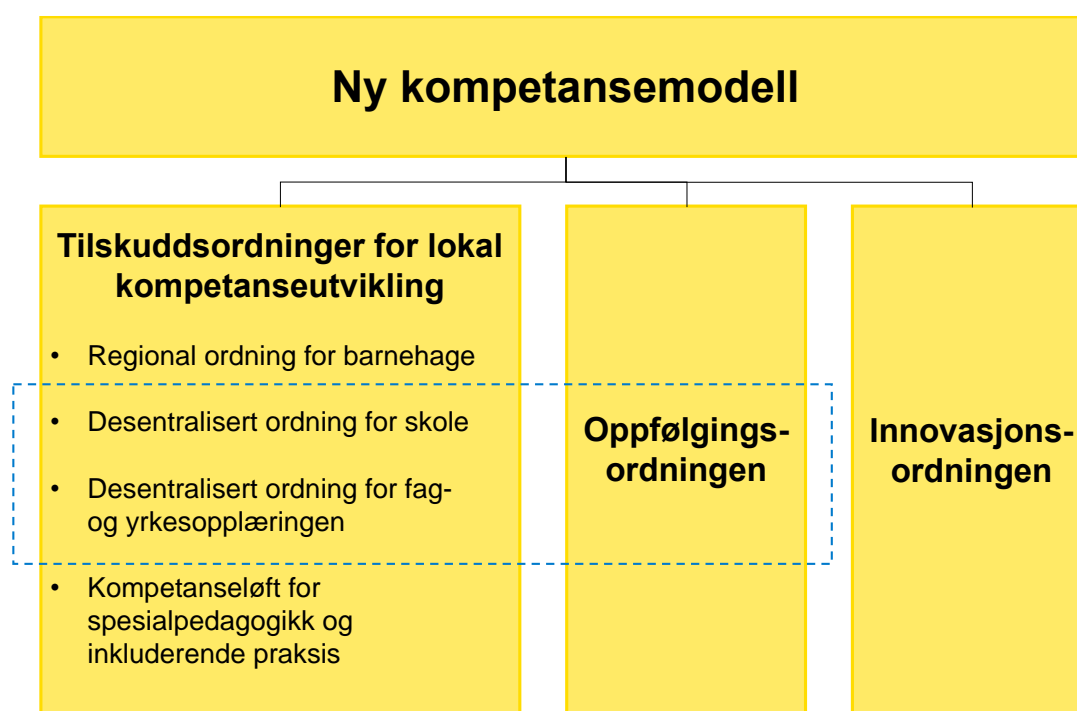 Ny kompetansemodell
Tilskuddsordninger for lokal
kompetanseutvikling
• Regional ordning for barnehage
• Desentralisert ordning for skole
• Desentralisert ordning for fag-
og yrkesopplæringen
• Kompetanseløft for
spesialpedagogikk og
inkluderende praksis
Oppfølgings-
ordningen
Innovasjons-
ordningen